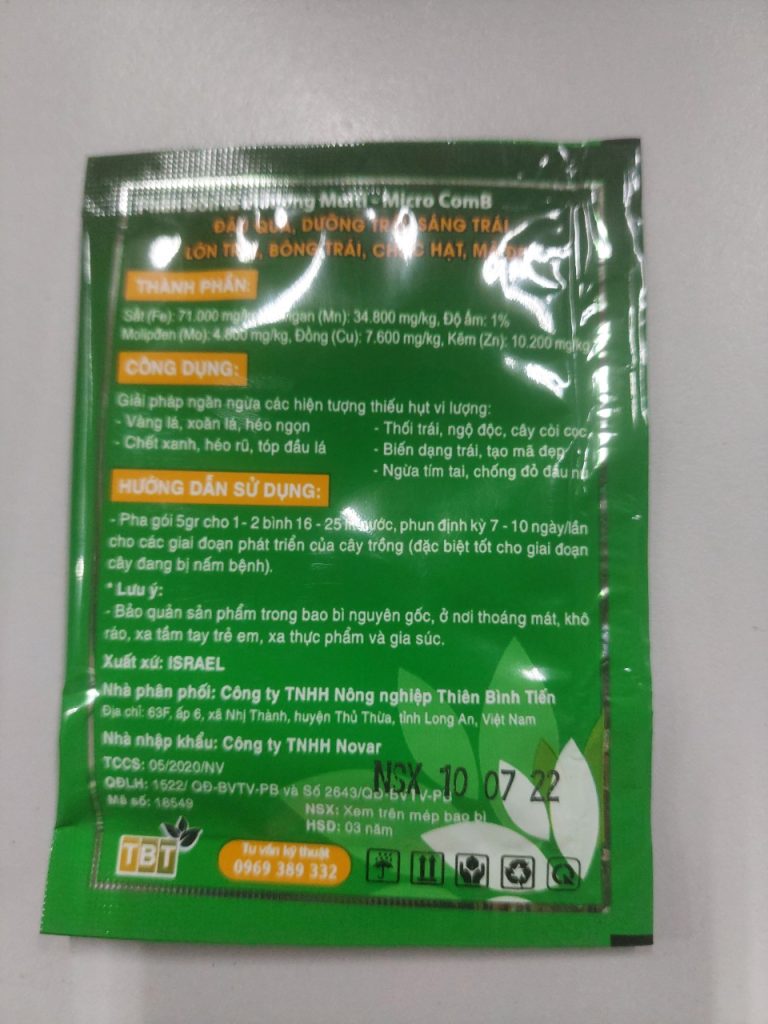 Multi - Micro ComB
QUẢ, DƯỠNG SÁNG TRÁI,
LỚN BÔNG TRÁI, HẠT,
THÀNH PHẦN:
Sắt (Fe): 71.000 (Mn): 34.800 mg/kg, Độ ẩm: 1%
Molipđen (Mo): 4.800 mg/kg, Đồng (Cu): 7.600 mg/kg, Kẽm (Zn): 10.200 mg/kg
CÔNG DỤNG:
Giải pháp ngăn ngừa các hiện tượng thiếu hụt vi lượng:
- Vàng lá, xoăn lá, héo ngọn
- Chết xanh, héo rũ, tóp đầu lá
- Thối trái, ngộ độc, cây còi cọc,
- Biến dạng trái, tạo mã đẹp
- Ngừa tím tai, chống đỏ đầu
HƯỚNG DẪN SỬ DỤNG:
- Pha gói 5gr cho 1- 2 bình 16 - 25 lít nước, phun định kỳ 7 - 10 ngày/lần
cho các giai đoạn phát triển của cây trồng (đặc biệt tốt cho giai đoạn
cây đang bị nấm bệnh).
* Lưu ý:
- Bảo quản sản phẩm trong bao bì nguyên gốc, ở nơi thoáng mát, khô
ráo, xa tầm tay trẻ em, xa thực phẩm và gia súc.
Xuất xứ: ISRAEL
Nhà phân phối: Công ty TNHH Nông nghiệp Thiên Bình Tiến
Địa chỉ: 63F, ấp 6, xã Nhị Thành, huyện Thủ Thừa, tỉnh Long An, Việt Nam
Nhà nhập khẩu: Công ty TNHH Novar
TCCS: 05/2020/NV
NSX 10 07 22
QĐLH: 1522/ QĐ-BVTV-PB và Số 2643/QĐ-BVTV-PB
Mã số: 18549
NSX: Xem trên mép bao bì
HSD: 03 năm
TBT
Tư vấn kỹ thuật
0969 389 332